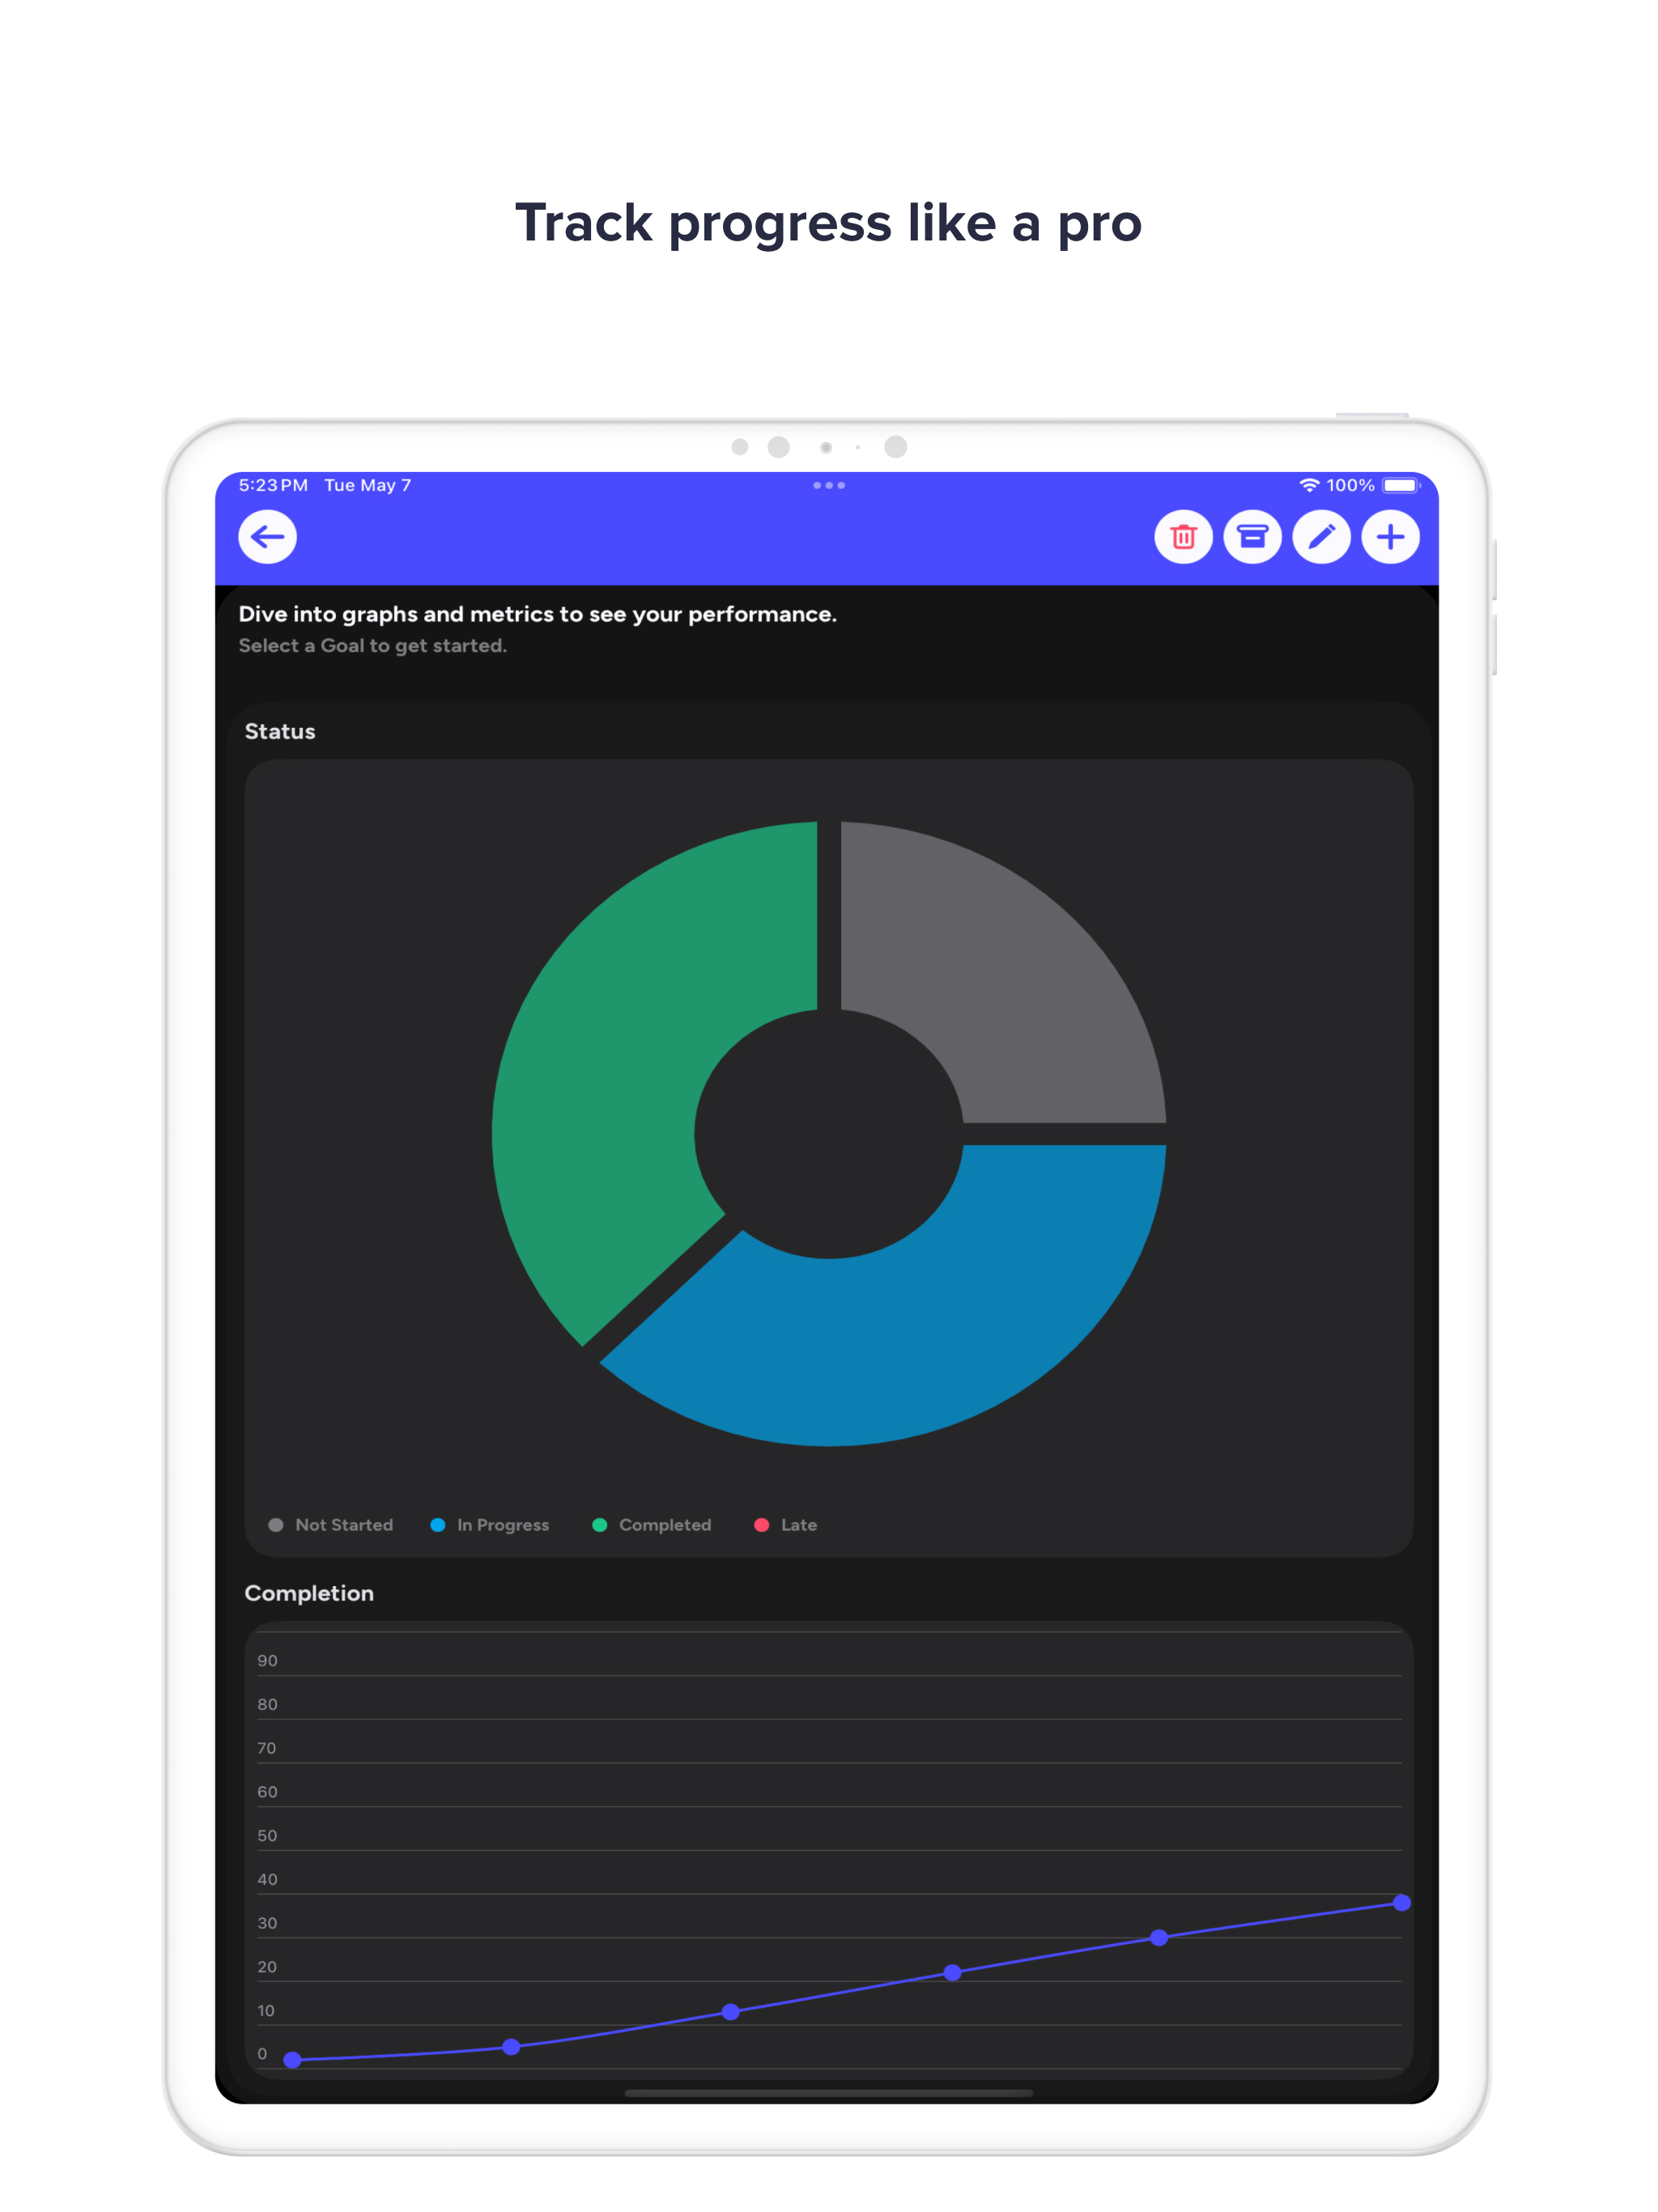 Track progress like a pro
5:23 PM Tue May 7
100%
Dive into graphs and metrics to see your performance.
Select a Goal to get started.
Status
Not Started
In Progress
Completed
Late
Completion
90
80
70
60
50
40
30
20
10
0